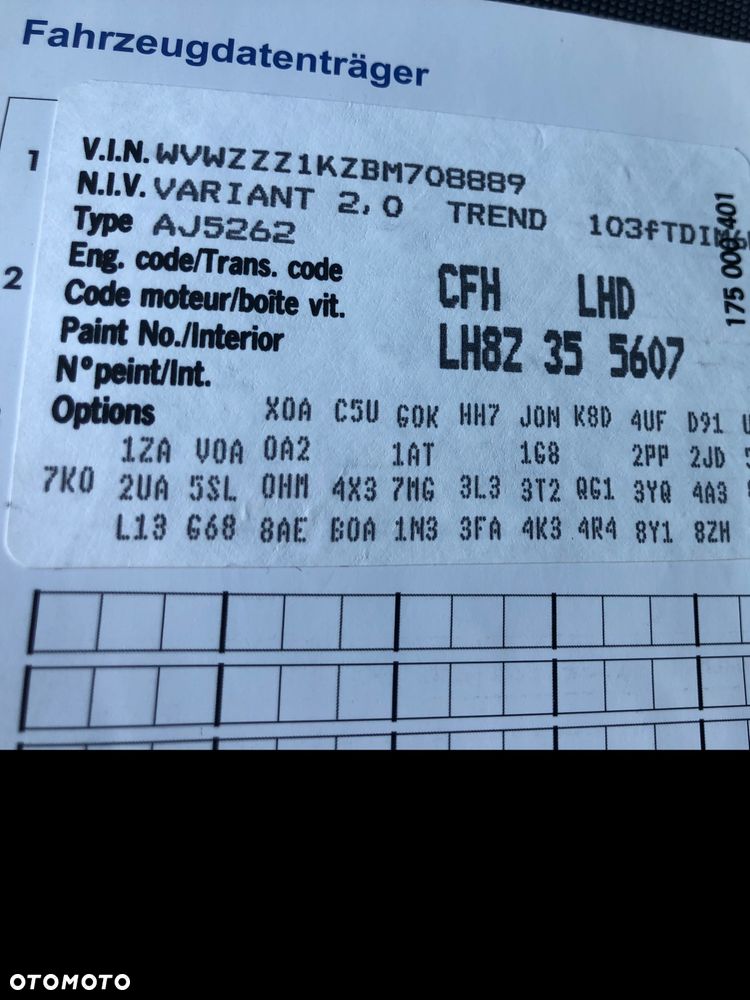 Fahrzeugdatenträger
1
V.I.N. WVWZZZ1KZBM708889
N.I.V. VARIANT 2,0 TREND 103fTDI
Type AJ5262
2
Eng. code/Trans. code
Code moteur/boîte vit. CFH LHD
Paint No./Interior LH8Z 35 5607
N° peint/Int.
Options X0A C5U G0K HH7 J0N K8D 4UF D91
1ZA V0A 0A2 1AT 1G8 2PP 2JD
7K0 2UA 5SL 0HM 4X3 7MG 3L3 3T2 QG1 3YQ 4A3
L13 G68 8AE B0A 1N3 3FA 4K3 4R4 8Y1 8ZH
175 000 401
OTOMOTO